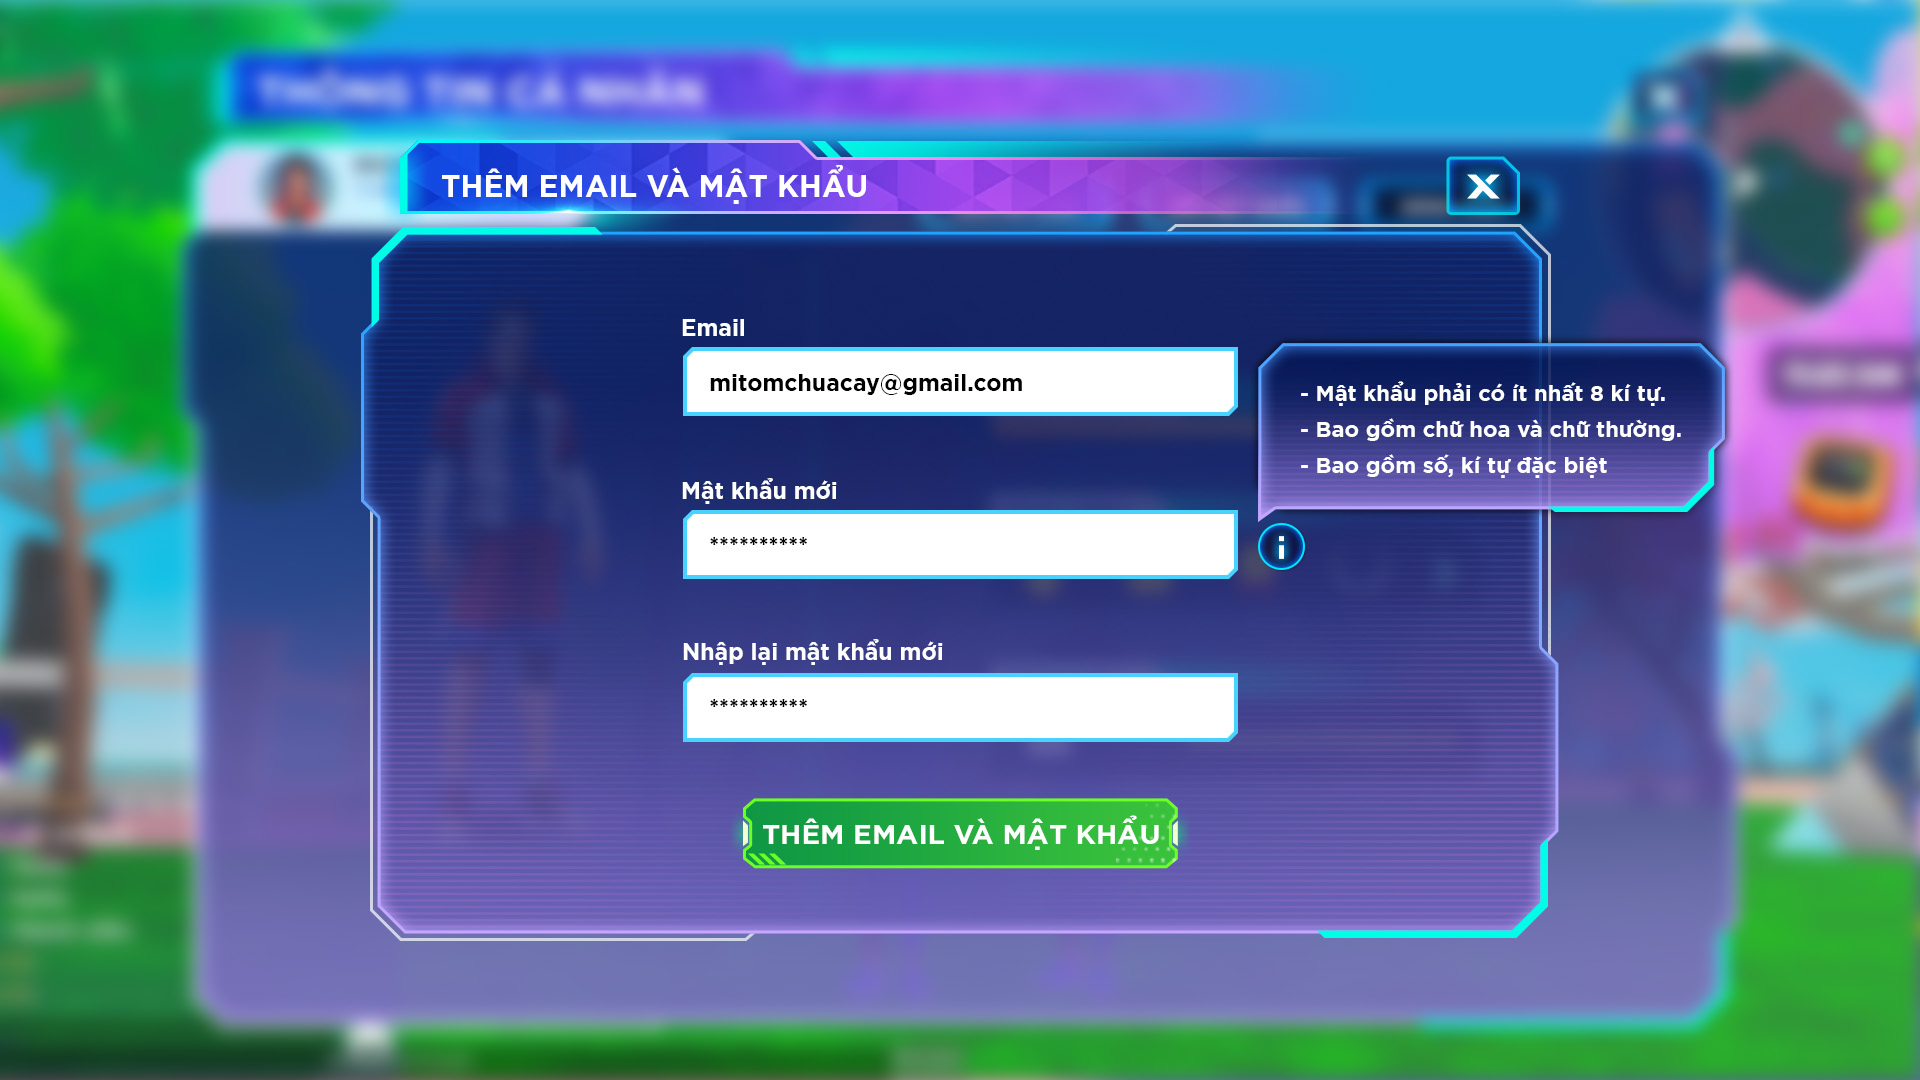 THÔNG TIN CÁ NHÂN
THÊM EMAIL VÀ MẬT KHẨU
X
Email
mitomchuacay@gmail.com
- Mật khẩu phải có ít nhất 8 kí tự.
- Bao gồm chữ hoa và chữ thường.
- Bao gồm số, kí tự đặc biệt
Mật khẩu mới
**********
i
Nhập lại mật khẩu mới
**********
THÊM EMAIL VÀ MẬT KHẨU